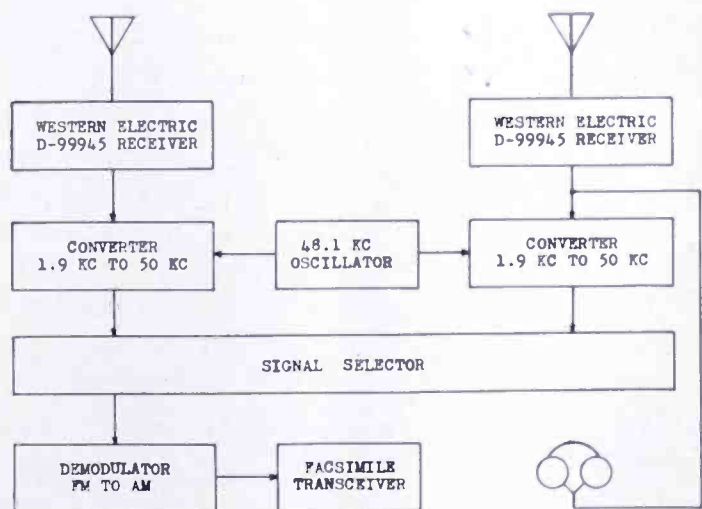 WESTERN ELECTRIC
D-99945 RECEIVER
WESTERN ELECTRIC
D-99945 RECEIVER
CONVERTER
1.9 KC TO 50 KC
48.1 KC
OSCILLATOR
CONVERTER
1.9 KC TO 50 KC
SIGNAL SELECTOR
DEMODULATOR
FM TO AM
FACSIMILE
TRANSCEIVER